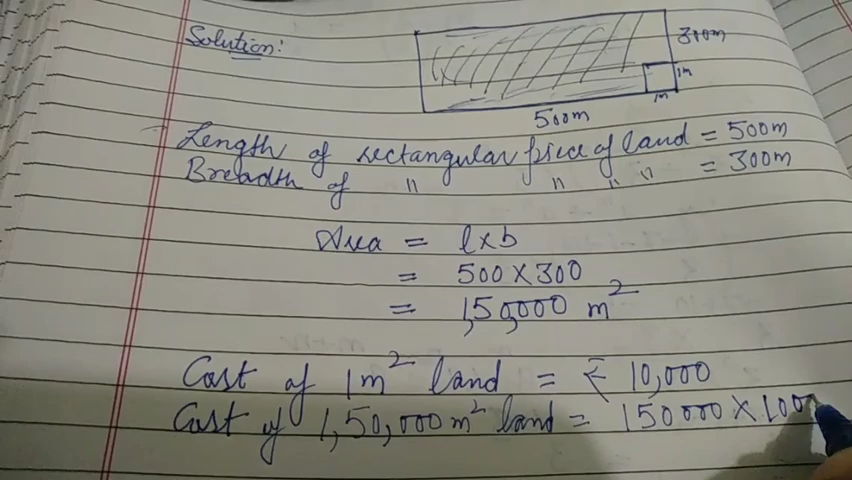 Solution:
300m
1m
1m
500m
Length of rectangular piece of land = 500m
Breadth of " " " " = 300m
Area = l×b
= 500×300
= 1,50,000 m²
Cost of 1m² land = ₹ 10,000
Cost of 1,50,000 m² land = 150000 × 100